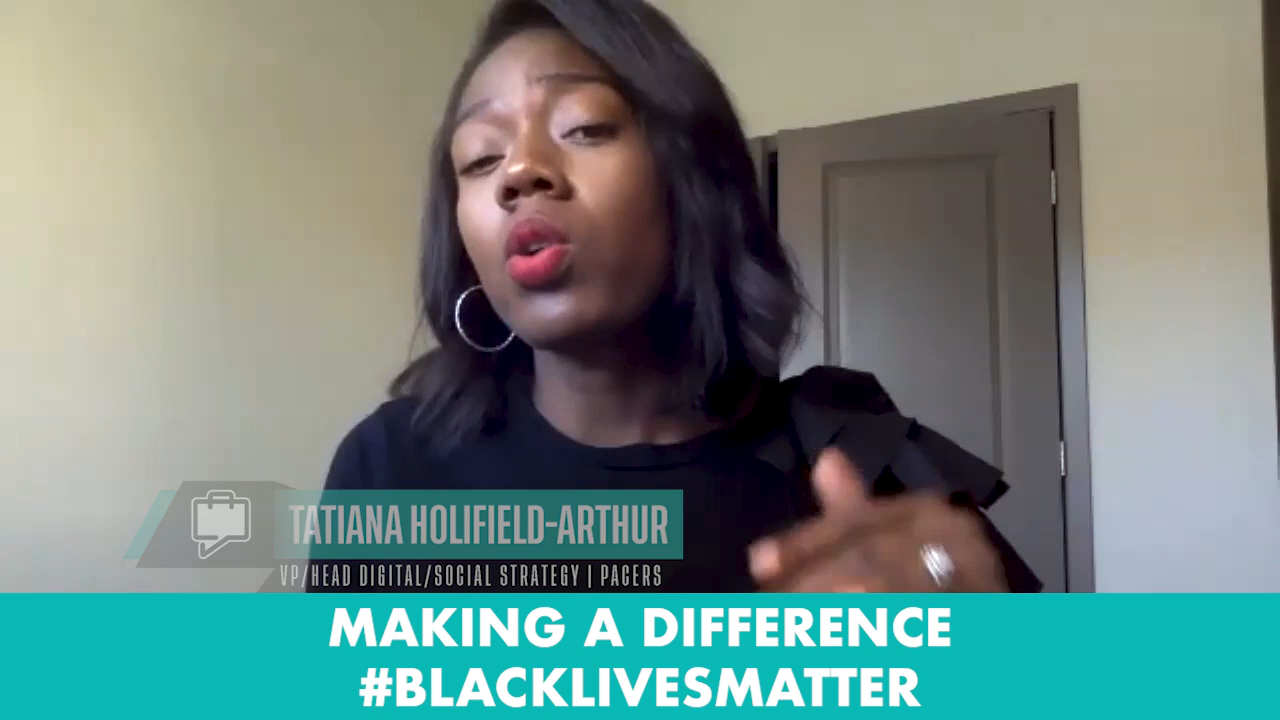 TATIANA HOLIFIELD-ARTHUR
VP/HEAD DIGITAL/SOCIAL STRATEGY | PACERS
MAKING A DIFFERENCE
#BLACKLIVESMATTER